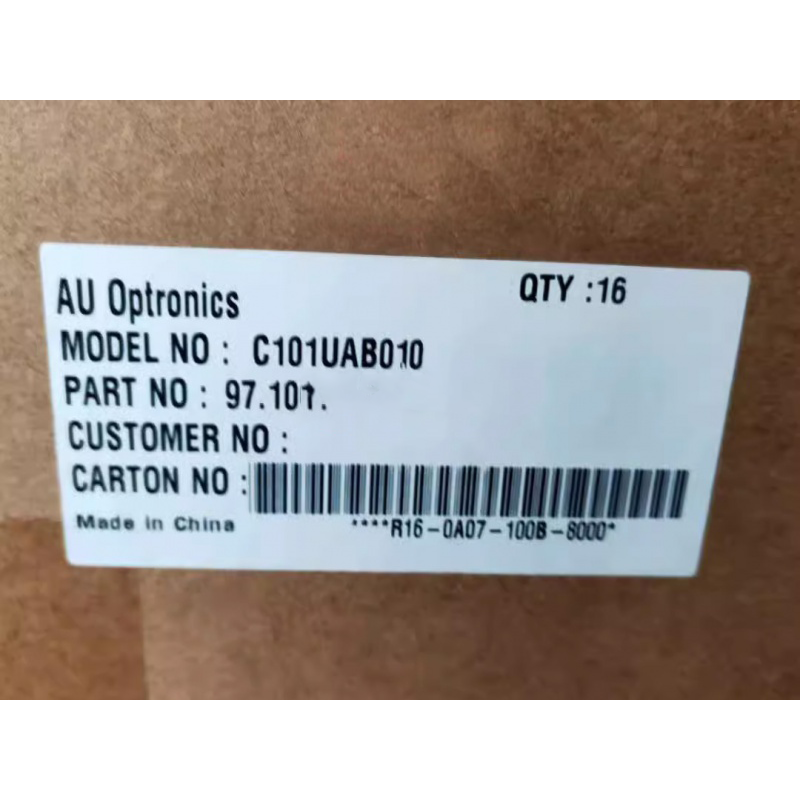 AU Optronics
QTY :16
MODEL NO : C101UAB010
PART NO : 97.101.
CUSTOMER NO :
CARTON NO :
Made in China
****R16-0A07-100B-8000*